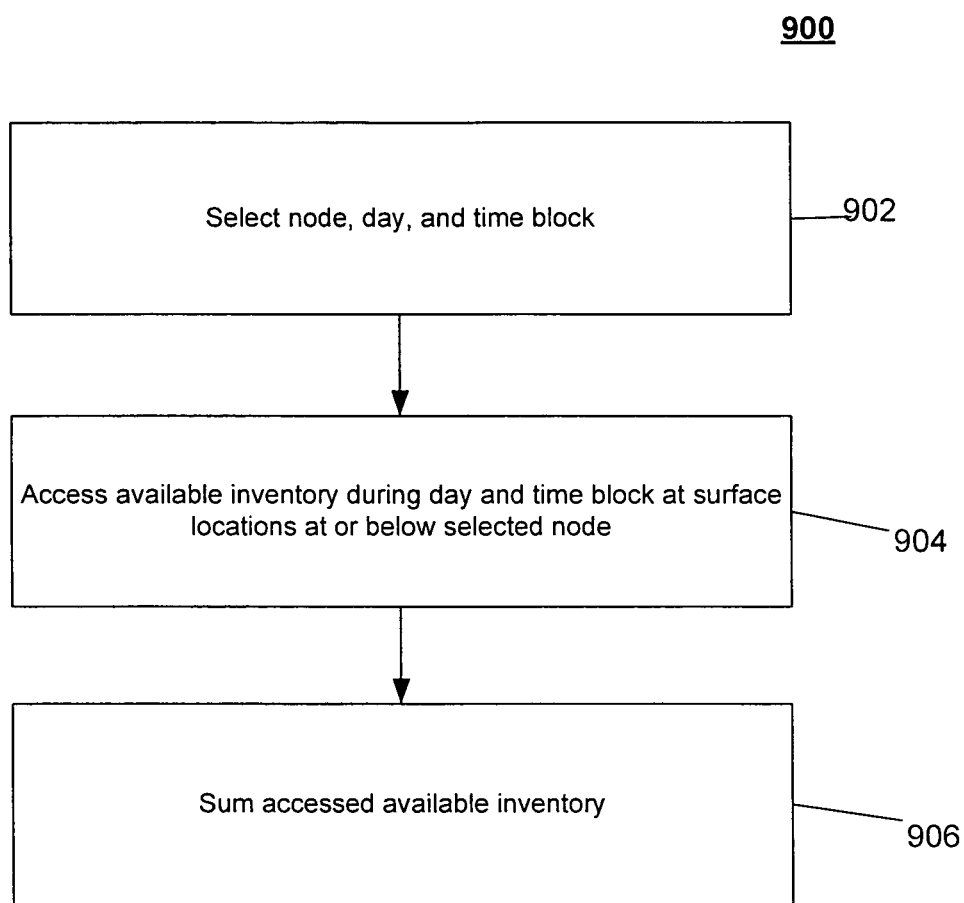 900
Select node, day, and time block
902
Access available inventory during day and time block at surface
locations at or below selected node
904
Sum accessed available inventory
906